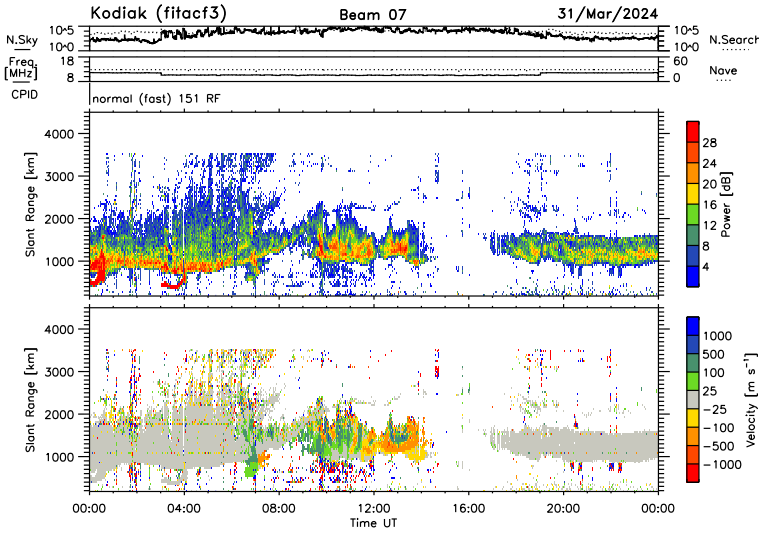 Kodiak (fitacf3) Beam 07 31/Mar/2024
N.Sky 10^5 10^0 10^5 10^0 N.Search
Freq. [MHz] 18 8 60 0 Nave
CPID normal (fast) 151 RF
Slant Range [km] 4000 3000 2000 1000
28 24 20 16 12 8 4 Power [dB]
Slant Range [km] 4000 3000 2000 1000
1000 500 100 25 −25 −100 −500 −1000 Velocity [m s⁻¹]
00:00 04:00 08:00 12:00 16:00 20:00 00:00
Time UT